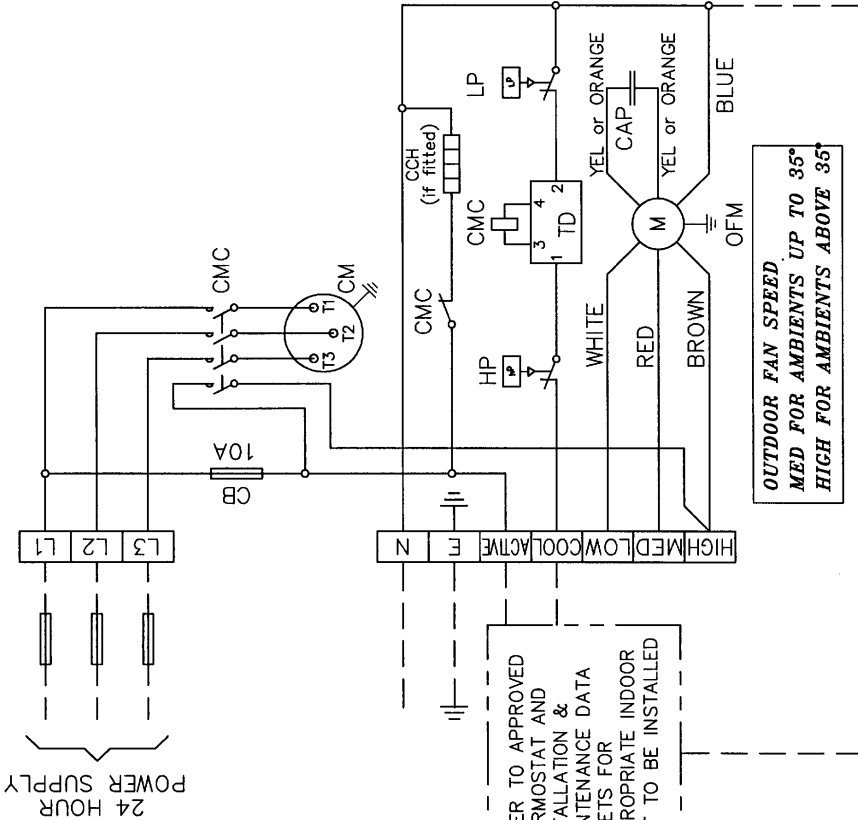 LP
LP
YEL or ORANGE
CAP
YEL or ORANGE
BLUE
CCH
(if fitted)
CMC
4
2
3
TD
1
M
OFM
CMC
T1
CM
T2
T3
CMC
HP
HP
WHITE
RED
BROWN
OUTDOOR FAN SPEED
MED FOR AMBIENTS UP TO 35°
HIGH FOR AMBIENTS ABOVE 35°
10A
CB
L1
L2
L3
N
E
ACTIVE
COOL
LOW
MED
HIGH
24 HOUR
POWER SUPPLY
ER TO APPROVED
RMOSTAT AND
TALLATION &
NTENANCE DATA
ETS FOR
ROPRIATE INDOOR
TO BE INSTALLED